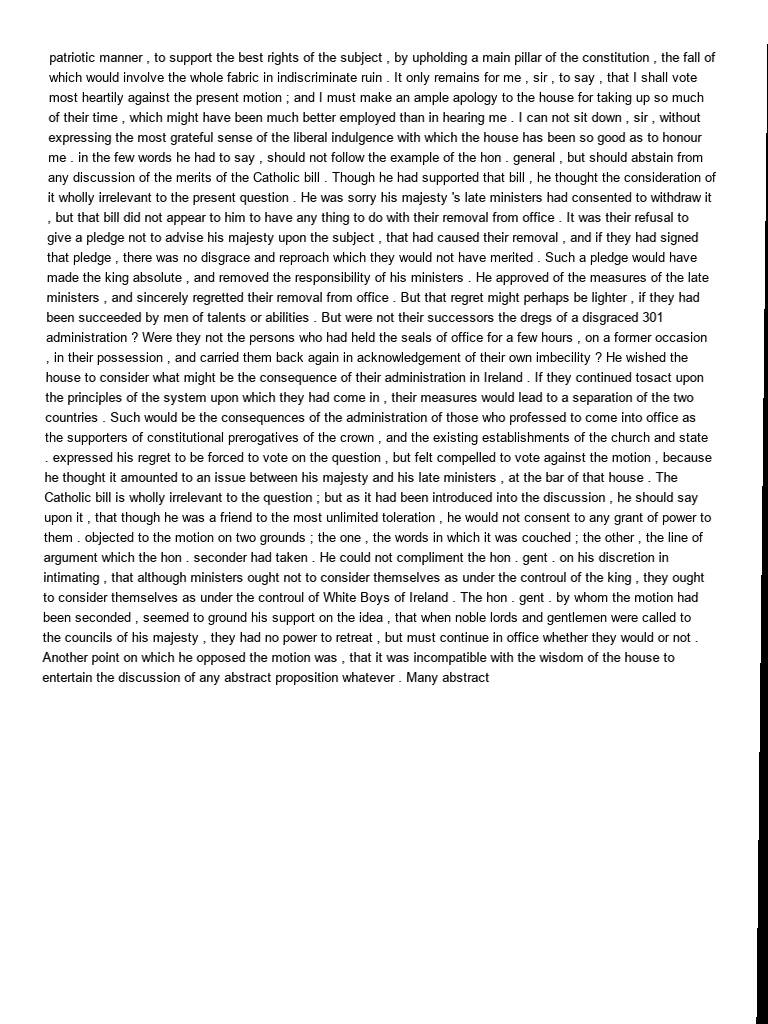 patriotic manner , to support the best rights of the subject , by upholding a main pillar of the constitution , the fall of
which would involve the whole fabric in indiscriminate ruin . It only remains for me , sir , to say , that I shall vote
most heartily against the present motion ; and I must make an ample apology to the house for taking up so much
of their time , which might have been much better employed than in hearing me . I can not sit down , sir , without
expressing the most grateful sense of the liberal indulgence with which the house has been so good as to honour
me . in the few words he had to say , should not follow the example of the hon . general , but should abstain from
any discussion of the merits of the Catholic bill . Though he had supported that bill , he thought the consideration of
it wholly irrelevant to the present question . He was sorry his majesty 's late ministers had consented to withdraw it
, but that bill did not appear to him to have any thing to do with their removal from office . It was their refusal to
give a pledge not to advise his majesty upon the subject , that had caused their removal , and if they had signed
that pledge , there was no disgrace and reproach which they would not have merited . Such a pledge would have
made the king absolute , and removed the responsibility of his ministers . He approved of the measures of the late
ministers , and sincerely regretted their removal from office . But that regret might perhaps be lighter , if they had
been succeeded by men of talents or abilities . But were not their successors the dregs of a disgraced 301
administration ? Were they not the persons who had held the seals of office for a few hours , on a former occasion
, in their possession , and carried them back again in acknowledgement of their own imbecility ? He wished the
house to consider what might be the consequence of their administration in Ireland . If they continued tosact upon
the principles of the system upon which they had come in , their measures would lead to a separation of the two
countries . Such would be the consequences of the administration of those who professed to come into office as
the supporters of constitutional prerogatives of the crown , and the existing establishments of the church and state
. expressed his regret to be forced to vote on the question , but felt compelled to vote against the motion , because
he thought it amounted to an issue between his majesty and his late ministers , at the bar of that house . The
Catholic bill is wholly irrelevant to the question ; but as it had been introduced into the discussion , he should say
upon it , that though he was a friend to the most unlimited toleration , he would not consent to any grant of power to
them . objected to the motion on two grounds ; the one , the words in which it was couched ; the other , the line of
argument which the hon . seconder had taken . He could not compliment the hon . gent . on his discretion in
intimating , that although ministers ought not to consider themselves as under the controul of the king , they ought
to consider themselves as under the controul of White Boys of Ireland . The hon . gent . by whom the motion had
been seconded , seemed to ground his support on the idea , that when noble lords and gentlemen were called to
the councils of his majesty , they had no power to retreat , but must continue in office whether they would or not .
Another point on which he opposed the motion was , that it was incompatible with the wisdom of the house to
entertain the discussion of any abstract proposition whatever . Many abstract